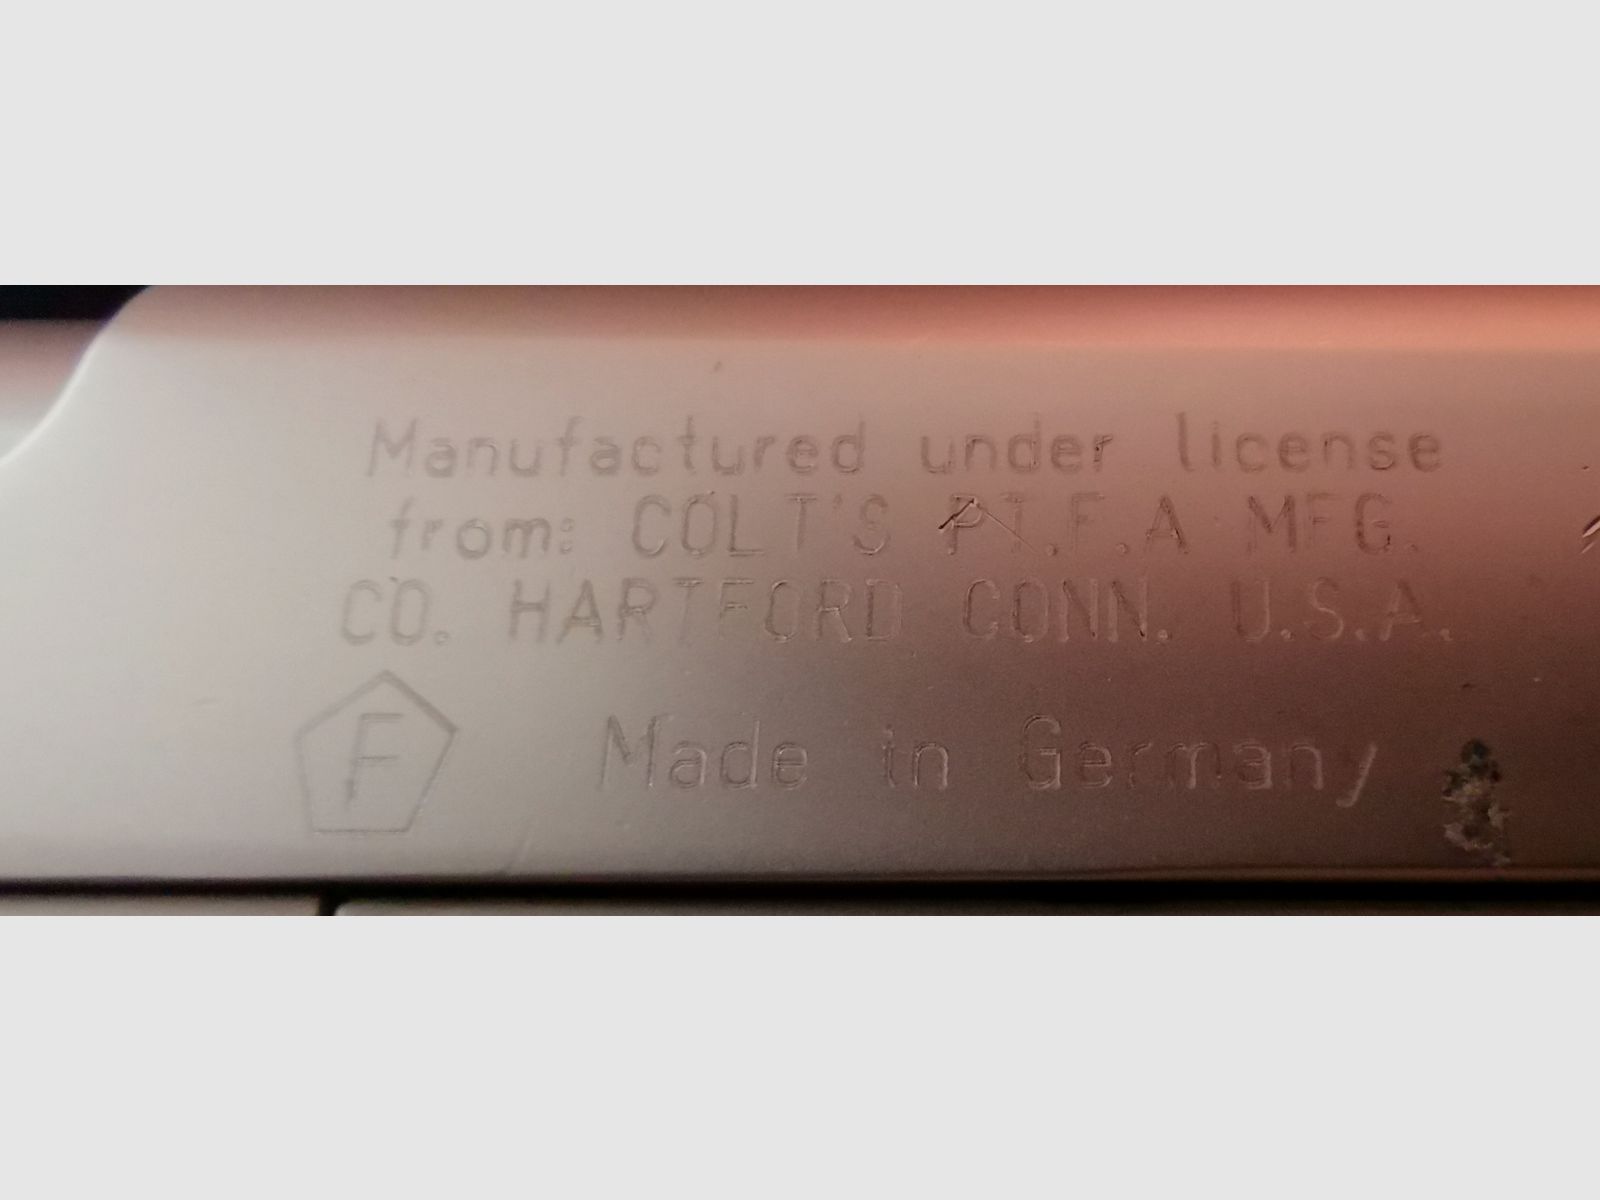 Manufactured under license
from: COLT'S PT.F.A MFG.
CO. HARTFORD CONN. U.S.A.
F Made in Germany